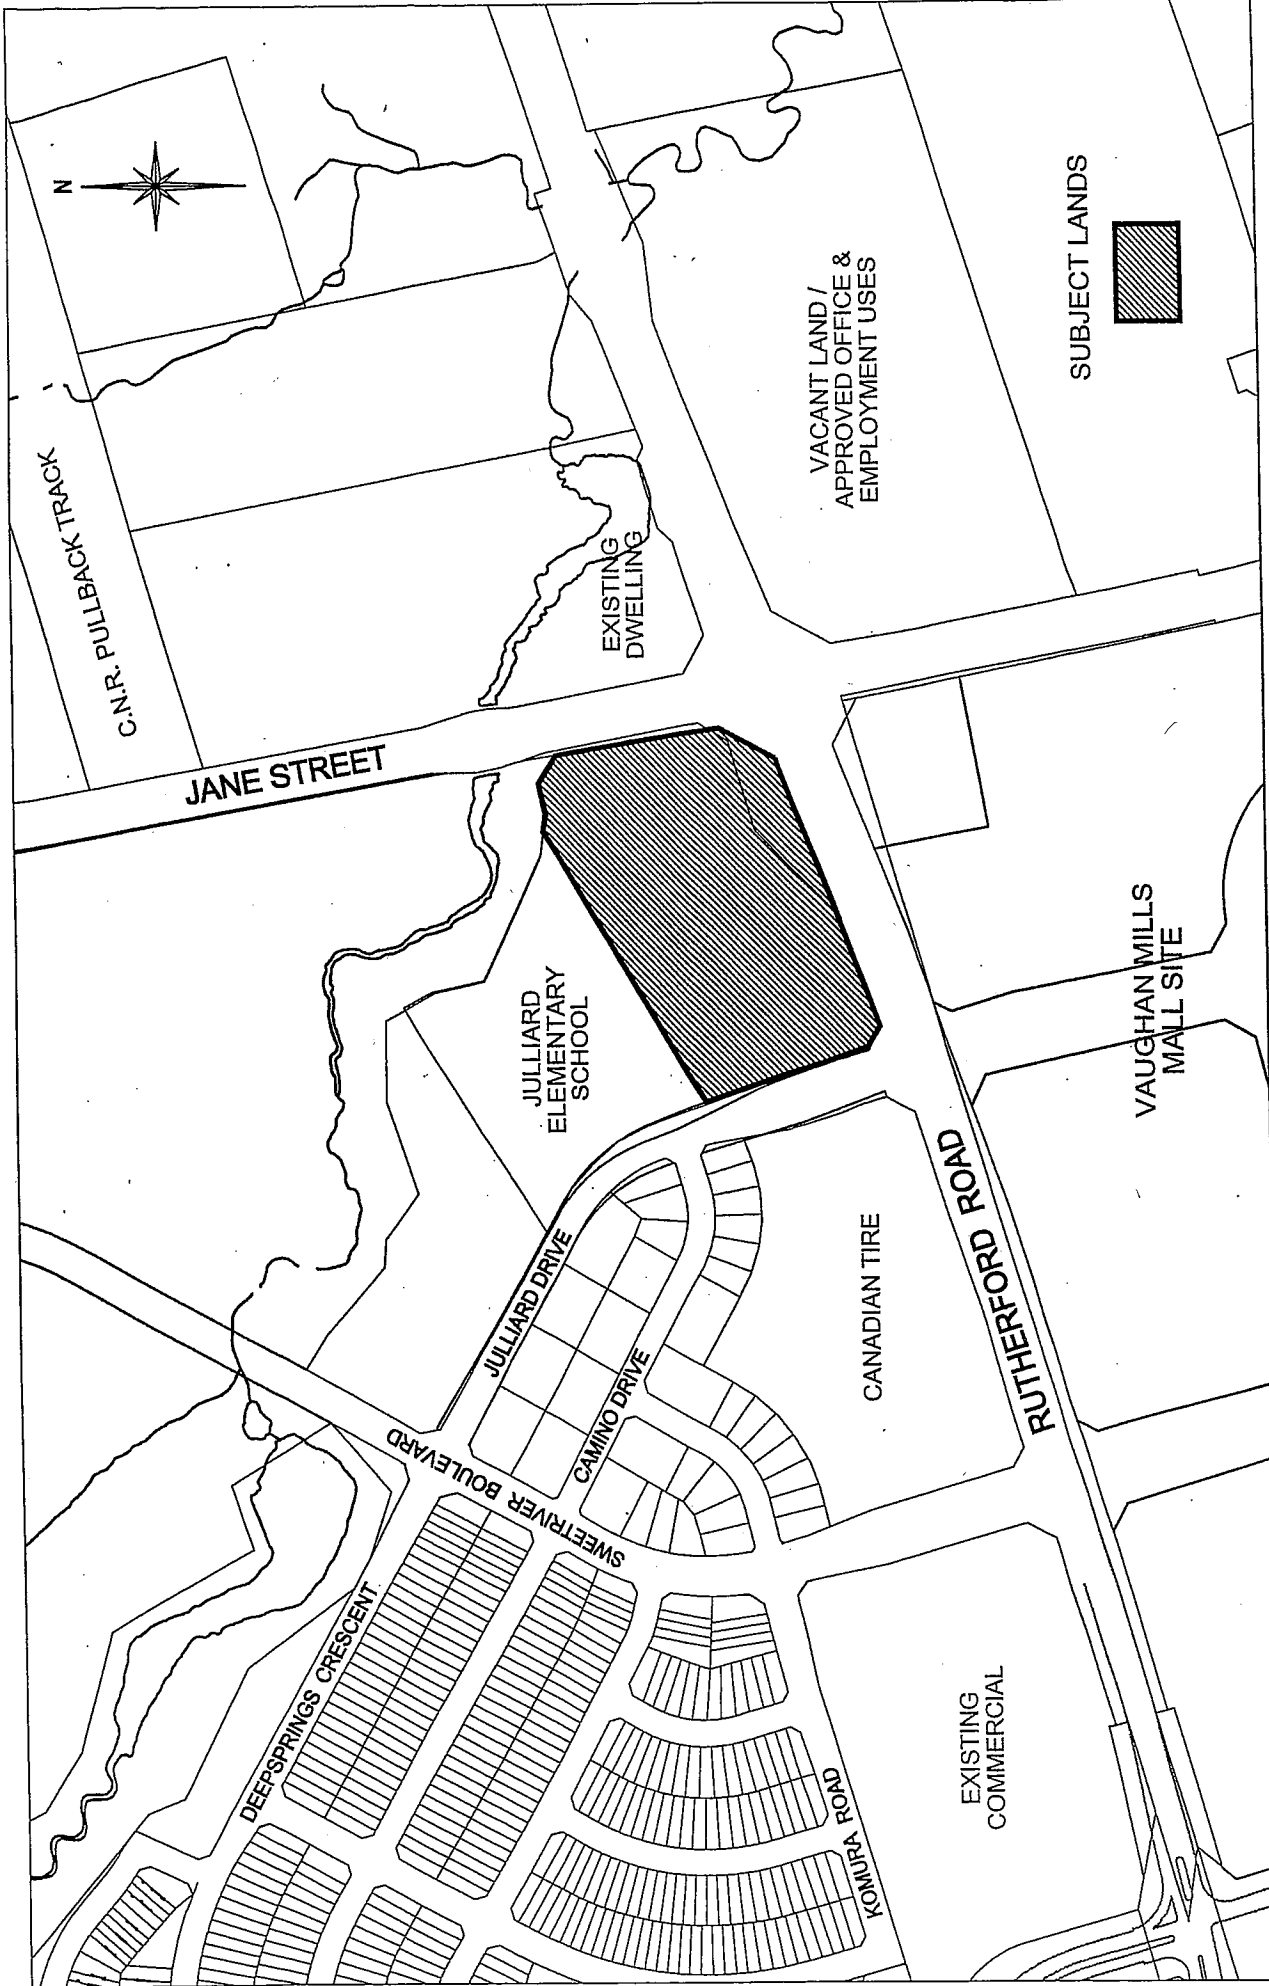 N
C.N.R. PULLBACK TRACK
JANE STREET
EXISTING
DWELLING
VACANT LAND /
APPROVED OFFICE &
EMPLOYMENT USES
SUBJECT LANDS
JULLIARD
ELEMENTARY
SCHOOL
VAUGHAN MILLS
MALL SITE
JULLIARD DRIVE
CAMINO DRIVE
CANADIAN TIRE
RUTHERFORD ROAD
SWEETRIVER BOULEVARD
DEEPSPRINGS CRESCENT
KOMURA ROAD
EXISTING
COMMERCIAL